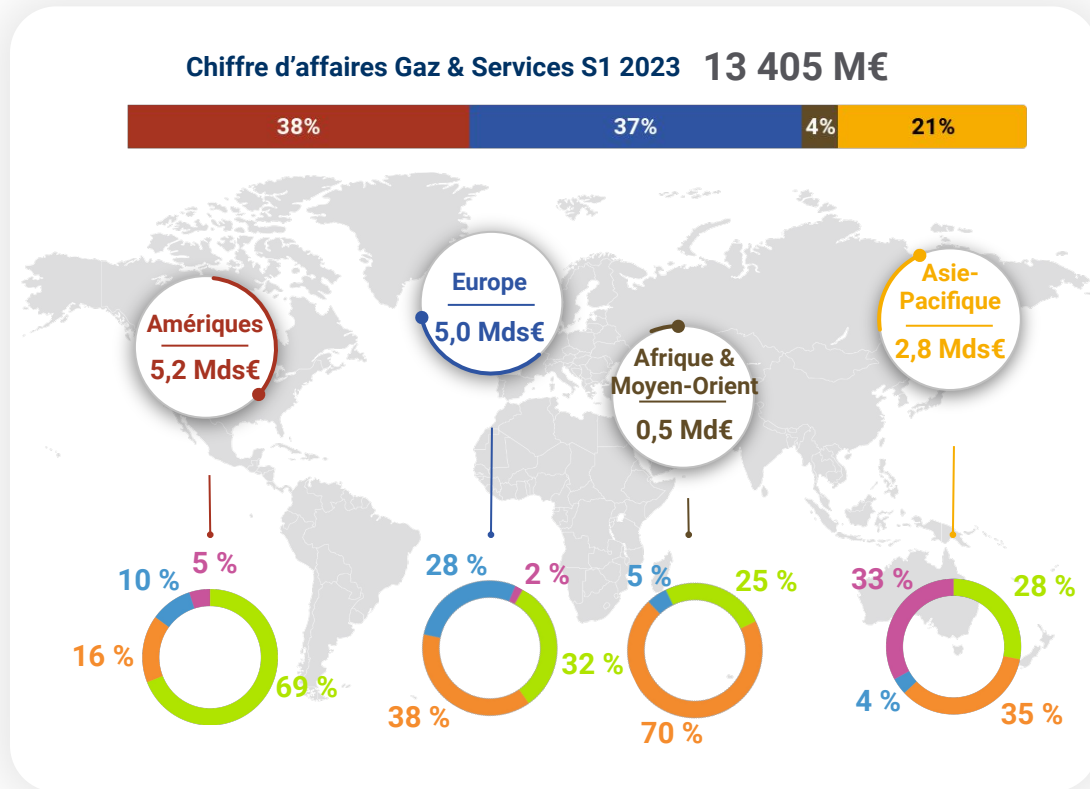 Chiffre d’affaires Gaz & Services S1 2023 13 405 M€
38% 37% 4% 21%
Amériques
5,2 Mds€
Europe
5,0 Mds€
Afrique &
Moyen-Orient
0,5 Md€
Asie-
Pacifique
2,8 Mds€
5 %
10 %
16 %
69 %
28 %
2 %
32 %
38 %
5 %
25 %
70 %
33 %
28 %
4 %
35 %